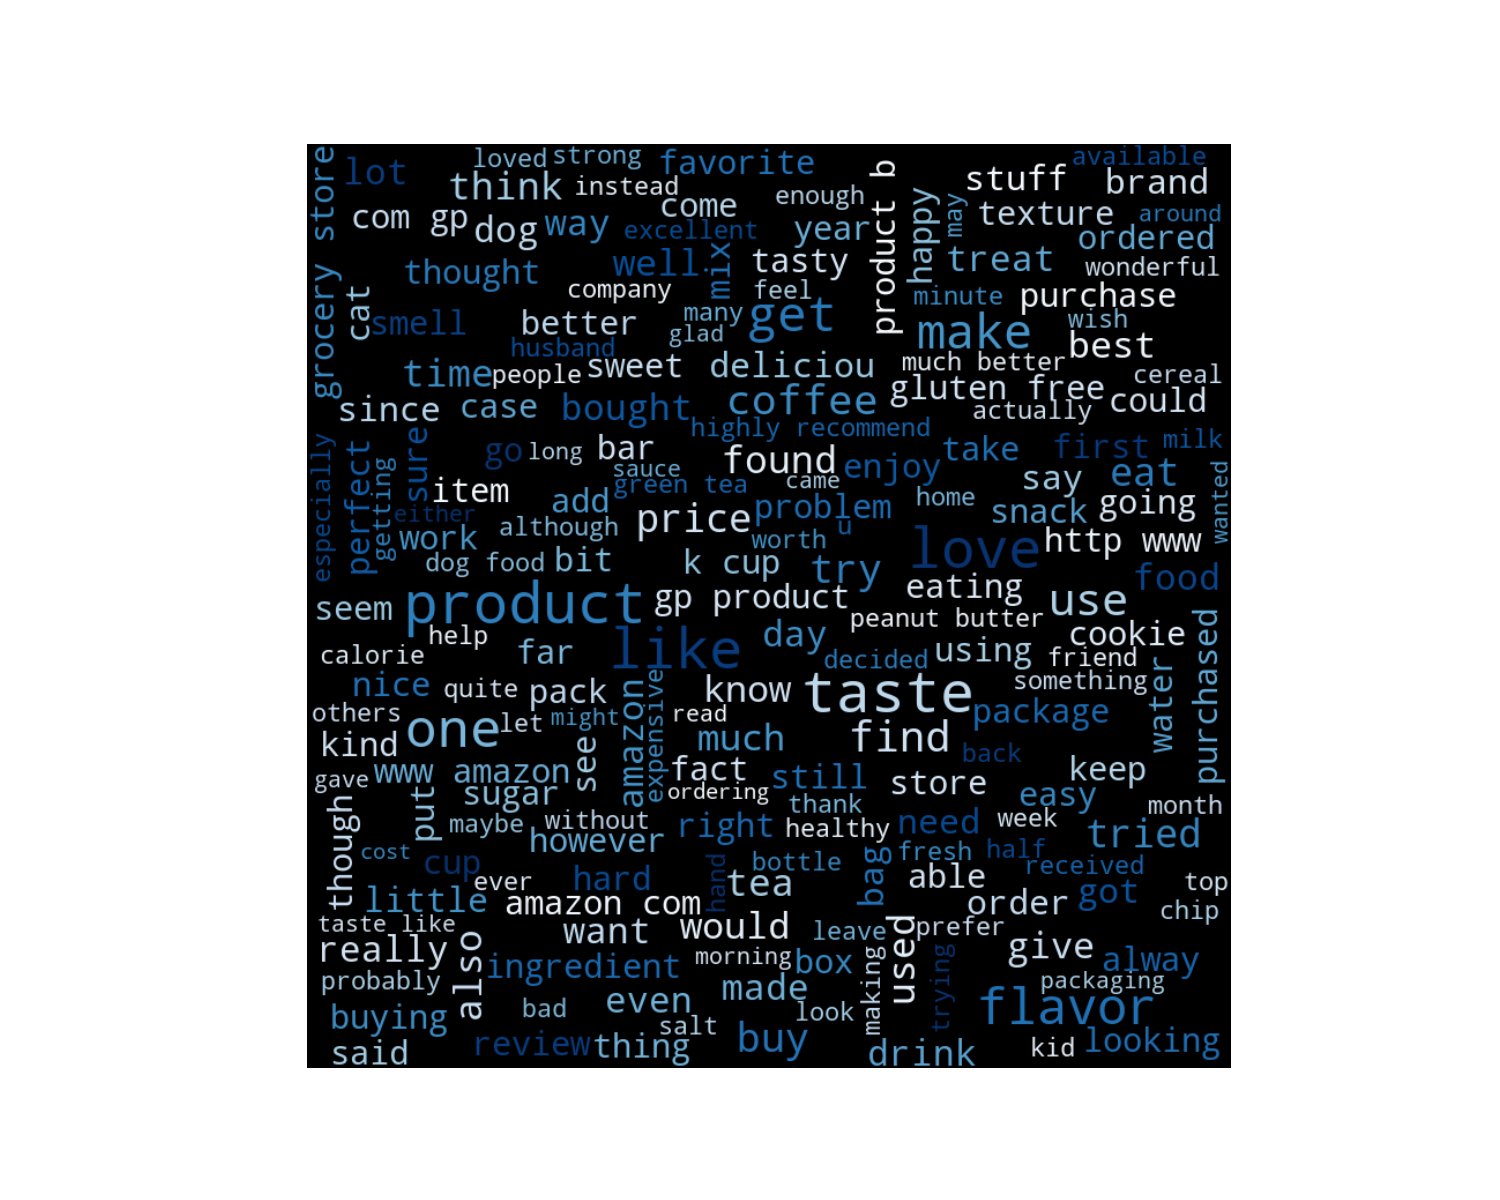 loved strong favorite available
grocery store lot think instead enough product b stuff brand
com gp dog way come happy may texture around
excellent year ordered
thought well mix tasty treat wonderful
cat company feel minute purchase
smell better many get make wish
husband glad best
time people sweet deliciou much better cereal
since case bought coffee gluten free actually could
highly recommend
especially perfect getting sure go long bar found enjoy take first milk
item sauce came say eat
add green tea problem home snack going wanted
either although price u
work worth love http www
dog food bit k cup try eating food
seem product gp product peanut butter use purchased
help like day cookie
calorie far decided using friend water
nice quite pack amazon expensive know taste something
others one let might read package
kind see much find back
gave www amazon fact still store keep
though put sugar ordering thank easy month
maybe without right healthy need week tried
however
cost cup hard hand bottle bag fresh half received
ever tea able got top
little amazon com order chip
taste like also want would leave used prefer
really ingredient morning box making trying give alway
probably made packaging
buying bad even look flavor
salt
said review thing buy drink kid looking